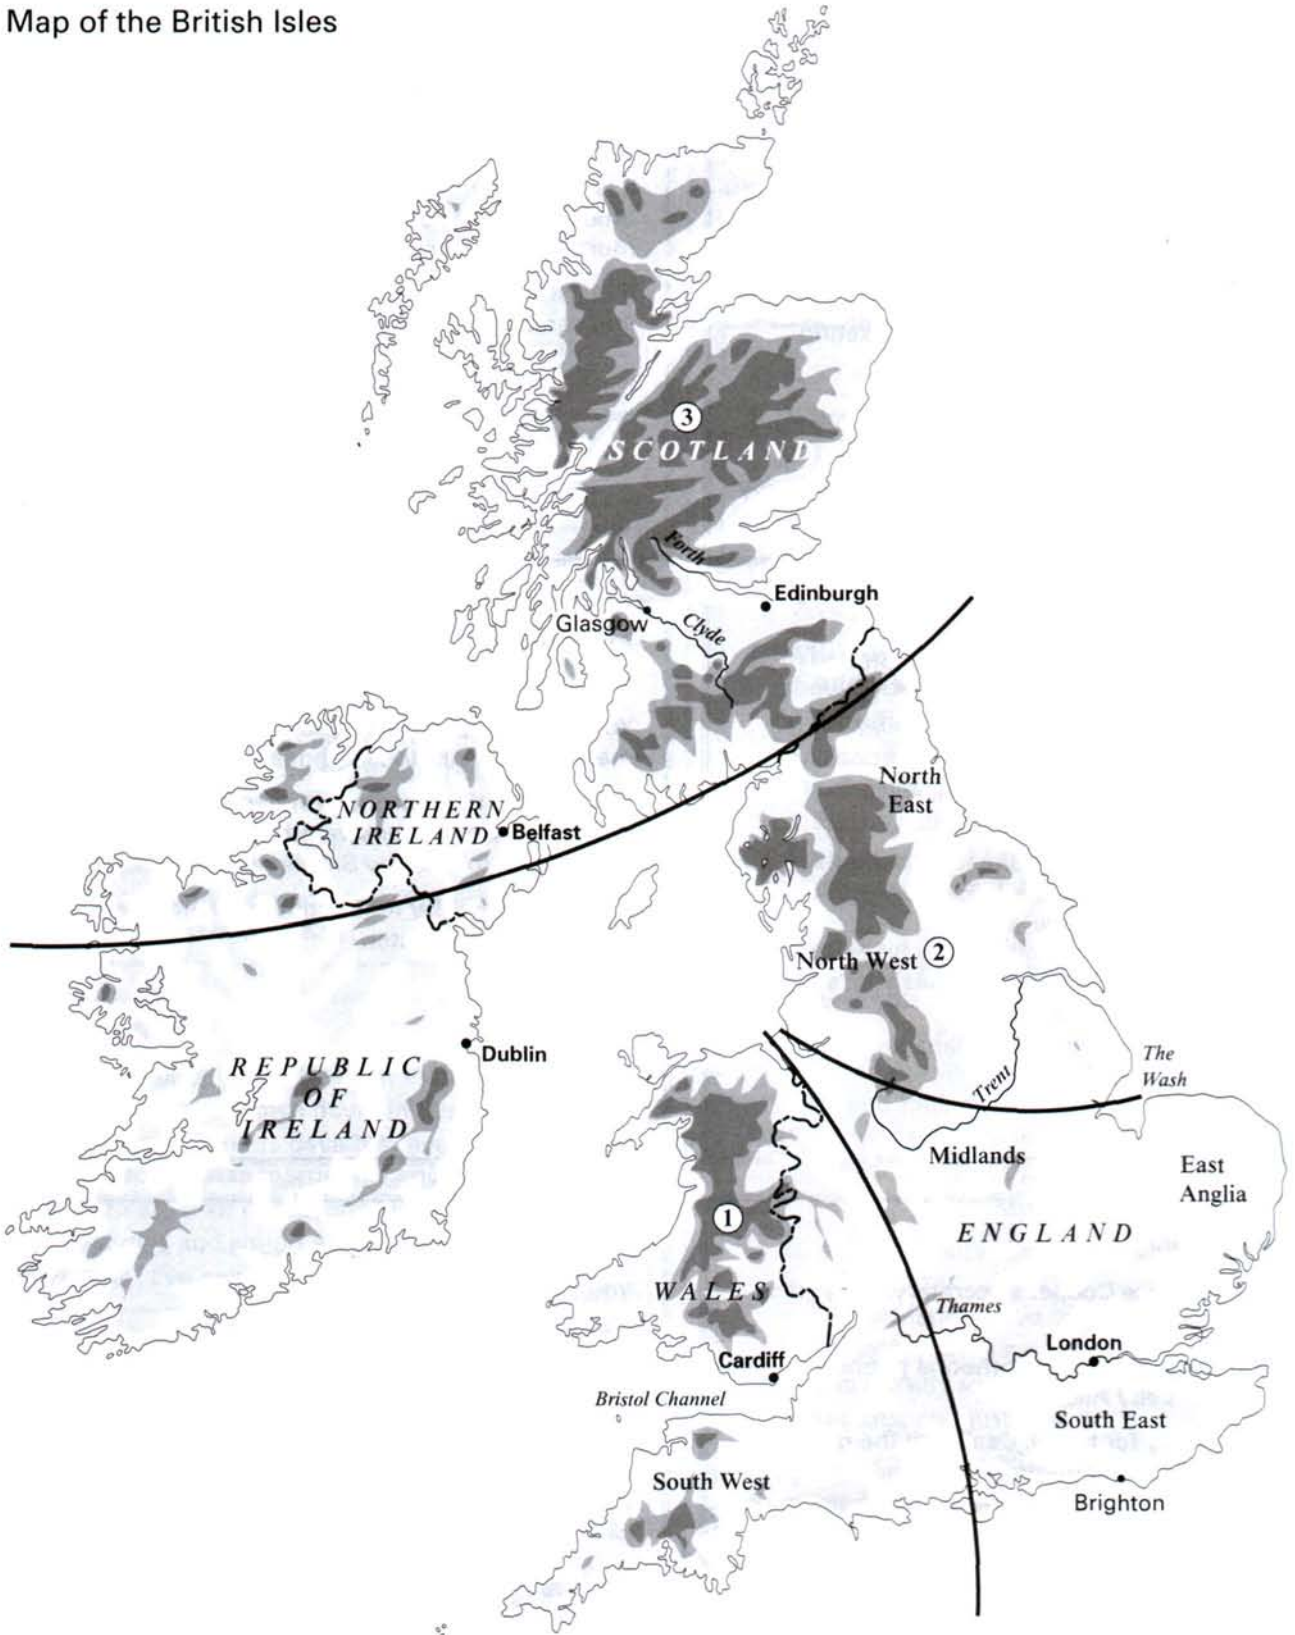 Map of the British Isles
3
SCOTLAND
Forth
Edinburgh
Glasgow
Clyde
North
East
NORTHERN
IRELAND
Belfast
North West
2
Dublin
REPUBLIC
OF
IRELAND
The
Wash
Trent
Midlands
East
Anglia
1
ENGLAND
WALES
Thames
London
Cardiff
Bristol Channel
South East
South West
Brighton